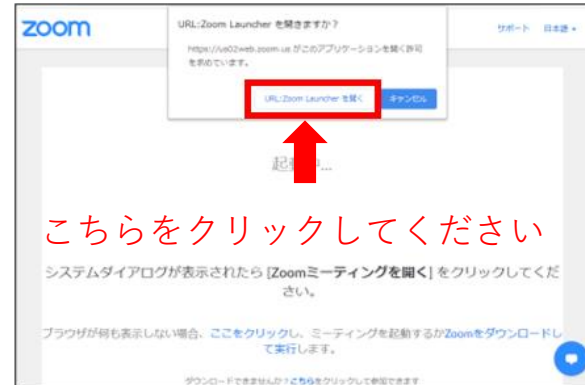 zoom
サポート 日本語
URL:Zoom Launcher を開きますか?
https://us02web.zoom.us がこのアプリケーションを開く許可
を求めています。
URL:Zoom Launcher を開く キャンセル
起動中...
こちらをクリックしてください
システムダイアログが表示されたら [Zoomミーティングを開く] をクリックしてくだ
さい。
ブラウザが何も表示しない場合、ここをクリックし、ミーティングを起動するかZoomをダウンロードし
て実行します。
ダウンロードできませんか？こちらをクリックして参加できます